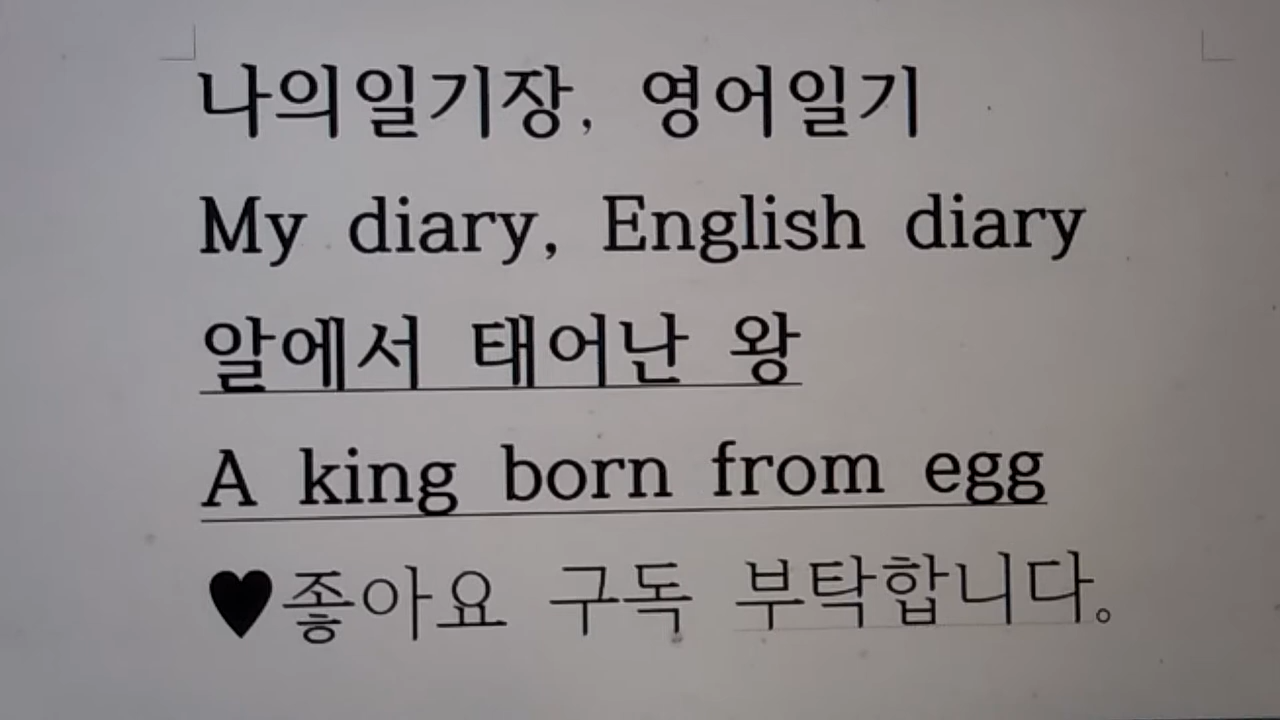 나의일기장, 영어일기
My diary, English diary
알에서 태어난 왕
A king born from egg
♥좋아요 구독 부탁합니다.